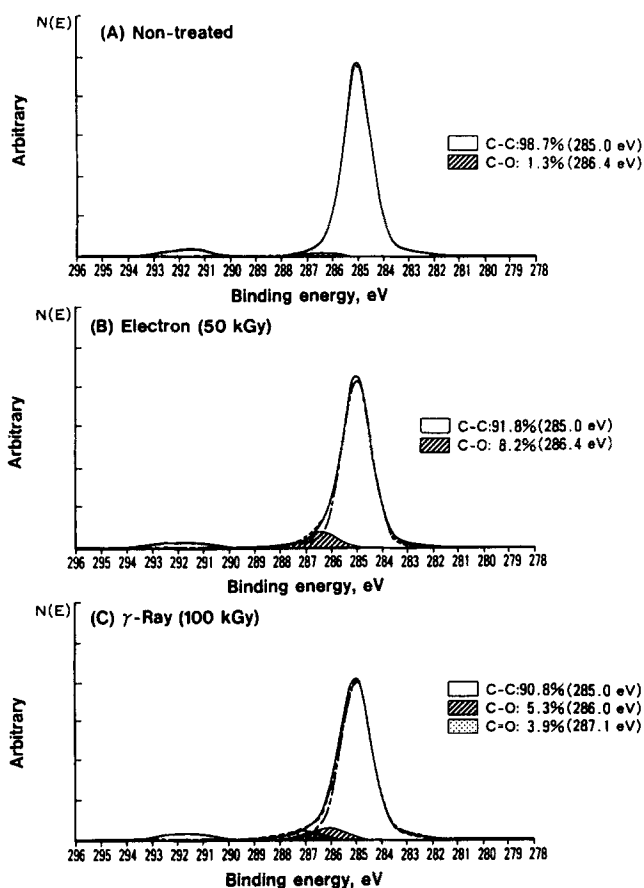 N(E)
(A) Non-treated
Arbitrary
C-C:98.7%(285.0 eV)
C-O: 1.3%(286.4 eV)
296 295 294 293 292 291 290 289 288 287 286 285 284 283 282 281 280 279 278
Binding energy, eV
N(E)
(B) Electron (50 kGy)
Arbitrary
C-C:91.8%(285.0 eV)
C-O: 8.2%(286.4 eV)
296 295 294 293 292 291 290 289 288 287 286 285 284 283 282 281 280 279 278
Binding energy, eV
N(E)
(C) γ-Ray (100 kGy)
Arbitrary
C-C:90.8%(285.0 eV)
C-O: 5.3%(286.0 eV)
C=O: 3.9%(287.1 eV)
296 295 294 293 292 291 290 289 288 287 286 285 284 283 282 281 280 279 278
Binding energy, eV